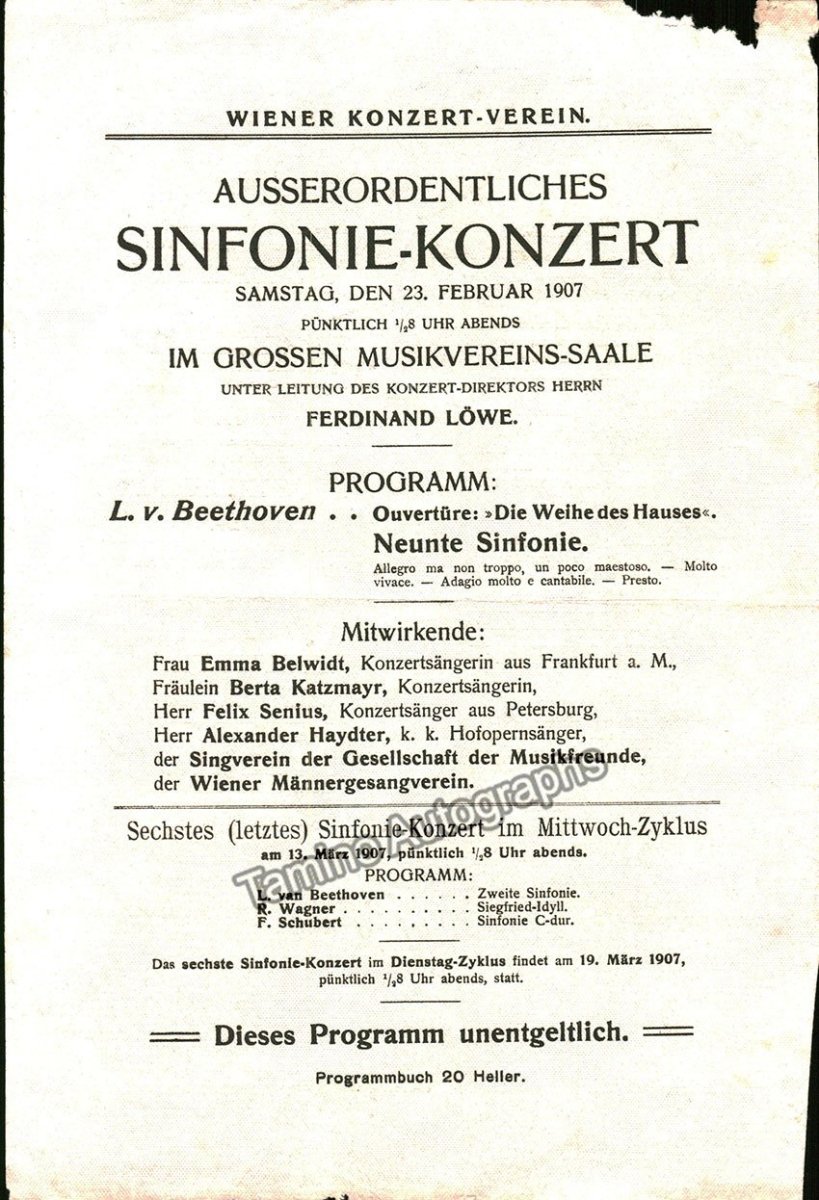 WIENER KONZERT-VEREIN.
AUSSERORDENTLICHES
SINFONIE-KONZERT
SAMSTAG, DEN 23. FEBRUAR 1907
PÜNKTLICH ½8 UHR ABENDS
IM GROSSEN MUSIKVEREINS-SAALE
UNTER LEITUNG DES KONZERT-DIREKTORS HERRN
FERDINAND LÖWE.
PROGRAMM:
L. v. Beethoven . . Ouvertüre: »Die Weihe des Hauses«.
Neunte Sinfonie.
Allegro ma non troppo, un poco maestoso. — Molto
vivace. — Adagio molto e cantabile. — Presto.
Mitwirkende:
Frau Emma Belwidt, Konzertsängerin aus Frankfurt a. M.,
Fräulein Berta Katzmayr, Konzertsängerin,
Herr Felix Senius, Konzertsänger aus Petersburg,
Herr Alexander Haydter, k. k. Hofopernsänger,
der Singverein der Gesellschaft der Musikfreunde,
der Wiener Männergesangverein.
Sechstes (letztes) Sinfonie-Konzert im Mittwoch-Zyklus
am 13. März 1907, pünktlich ½8 Uhr abends.
PROGRAMM:
L. van Beethoven . . . . . . Zweite Sinfonie.
R. Wagner . . . . . . . . . . Siegfried-Idyll.
F. Schubert . . . . . . . . . Sinfonie C-dur.
Das sechste Sinfonie-Konzert im Dienstag-Zyklus findet am 19. März 1907,
pünktlich ½8 Uhr abends, statt.
Dieses Programm unentgeltlich.
Programmbuch 20 Heller.
Tamino Autographs